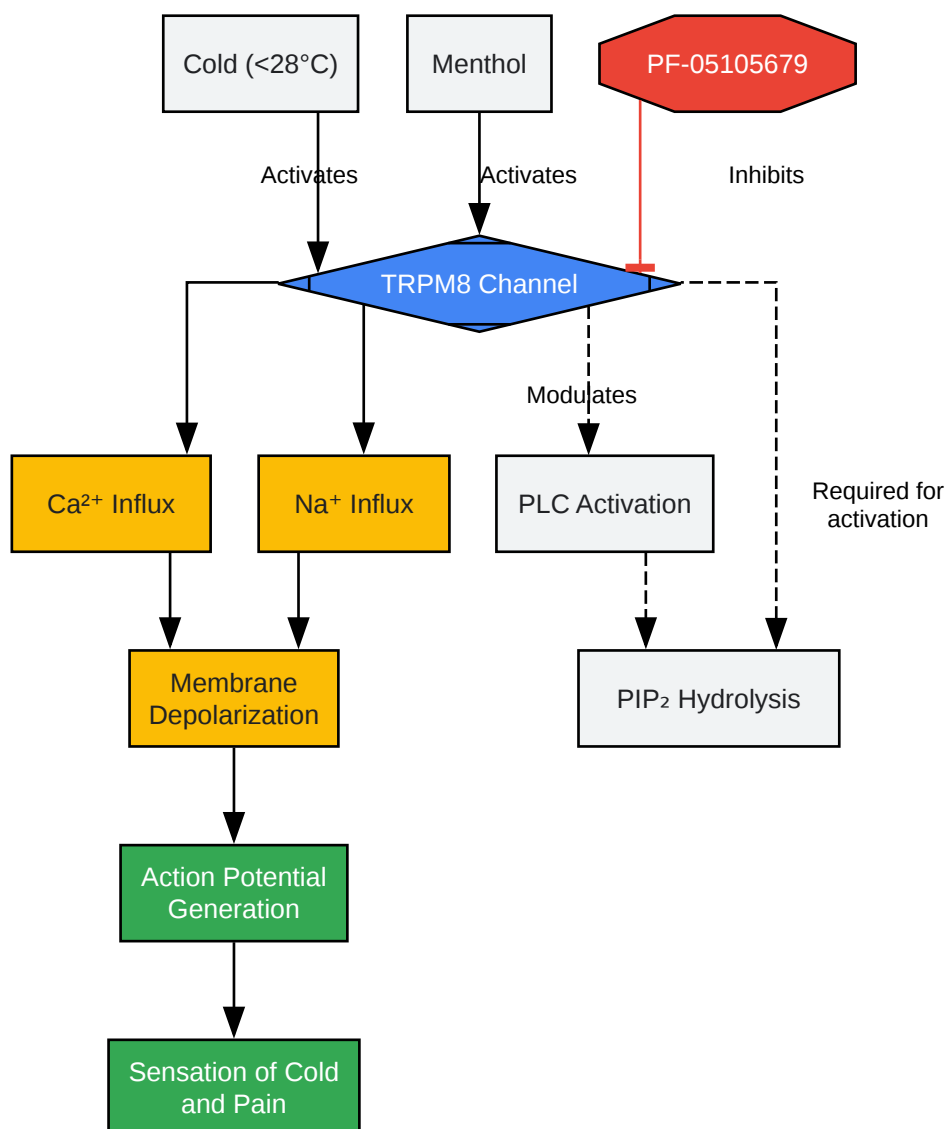 Cold (<28°C)
Menthol
PF-05105679
Activates
Activates
Inhibits
TRPM8 Channel
Modulates
Ca²⁺ Influx
Na⁺ Influx
PLC Activation
Required for
activation
Membrane
Depolarization
PIP₂ Hydrolysis
Action Potential
Generation
Sensation of Cold
and Pain